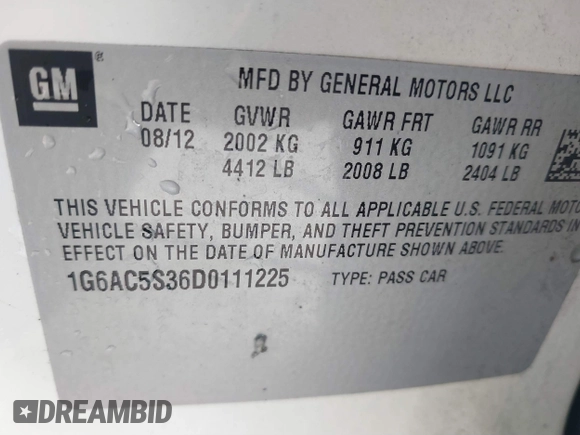 GM®
MFD BY GENERAL MOTORS LLC
DATE GVWR GAWR FRT GAWR RR
08/12 2002 KG 911 KG 1091 KG
4412 LB 2008 LB 2404 LB
THIS VEHICLE CONFORMS TO ALL APPLICABLE U.S. FEDERAL MOTO
VEHICLE SAFETY, BUMPER, AND THEFT PREVENTION STANDARDS IN
EFFECT ON THE DATE OF MANUFACTURE SHOWN ABOVE.
1G6AC5S36D0111225 TYPE: PASS CAR
DREAMBID